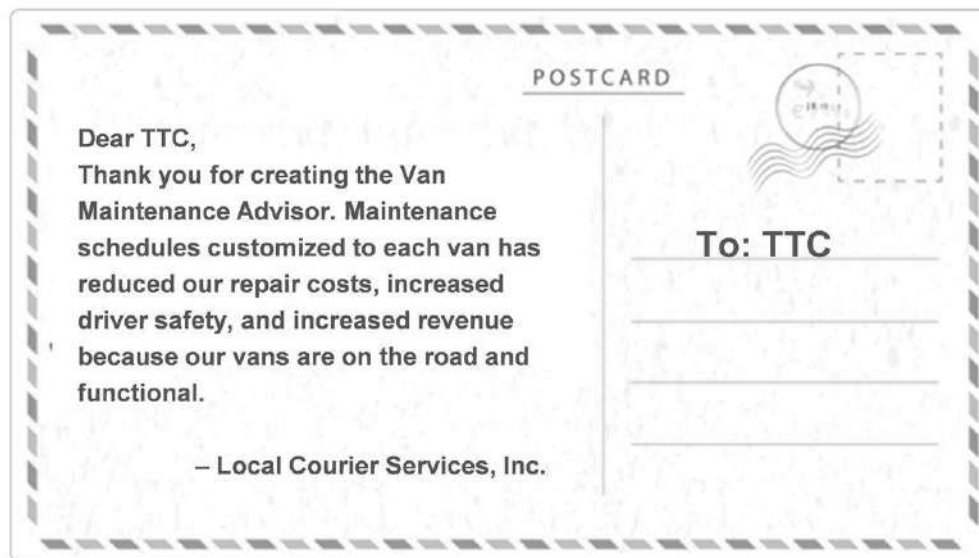 POSTCARD
Dear TTC,
Thank you for creating the Van
Maintenance Advisor. Maintenance
schedules customized to each van has
reduced our repair costs, increased
driver safety, and increased revenue
because our vans are on the road and
functional.
– Local Courier Services, Inc.
To: TTC